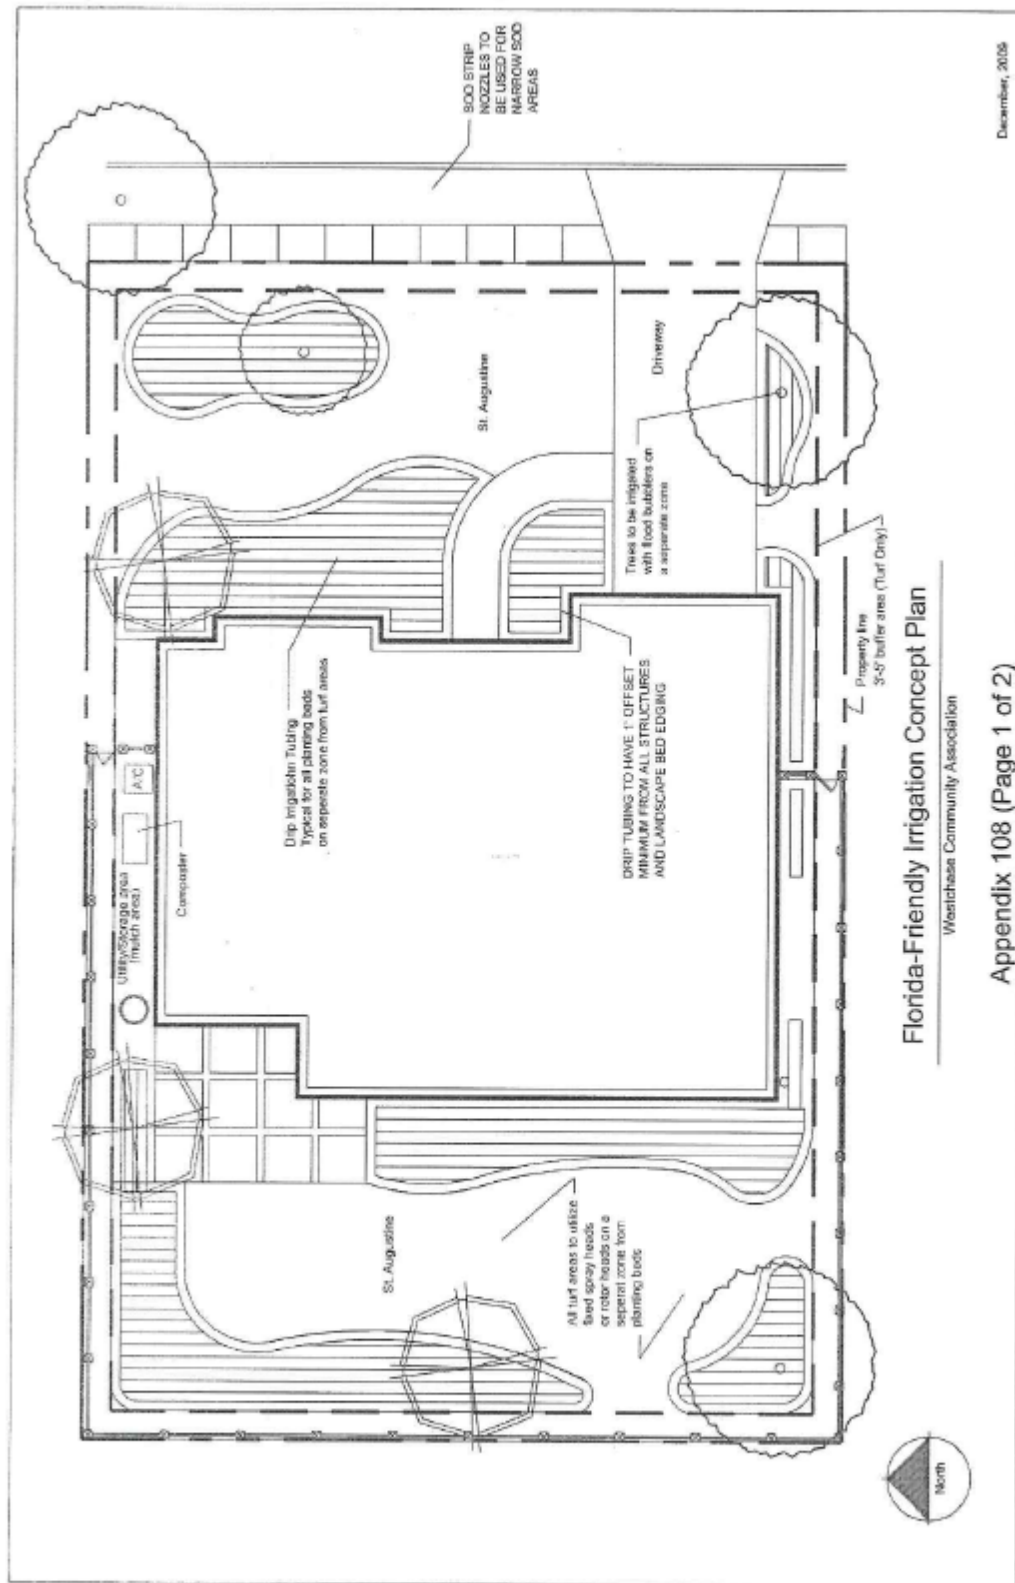 SOD STRIP
NOZZLES TO
BE USED FOR
NARROW SOD
AREAS
December, 2009
St. Augustine
Driveway
Trees to be irrigated
with flood bubblers on
a seperate zone
Drip Irrigatiohn Tubing
Typical for all planting beds
on seperate zone from turf areas
DRIP TUBING TO HAVE 1" OFFSET
MINIMUM FROM ALL STRUCTURES
AND LANDSCAPE BED EDGING
A/C
Composter
Utility/Storage area
(mulch area)
Property line
3'-5' buffer area (Turf Only)
St. Augustine
All turf areas to utilize
fixed spray heads
or rotor heads on a
seperat zone from
planting beds
North
Florida-Friendly Irrigation Concept Plan
Westchase Community Association
Appendix 108 (Page 1 of 2)